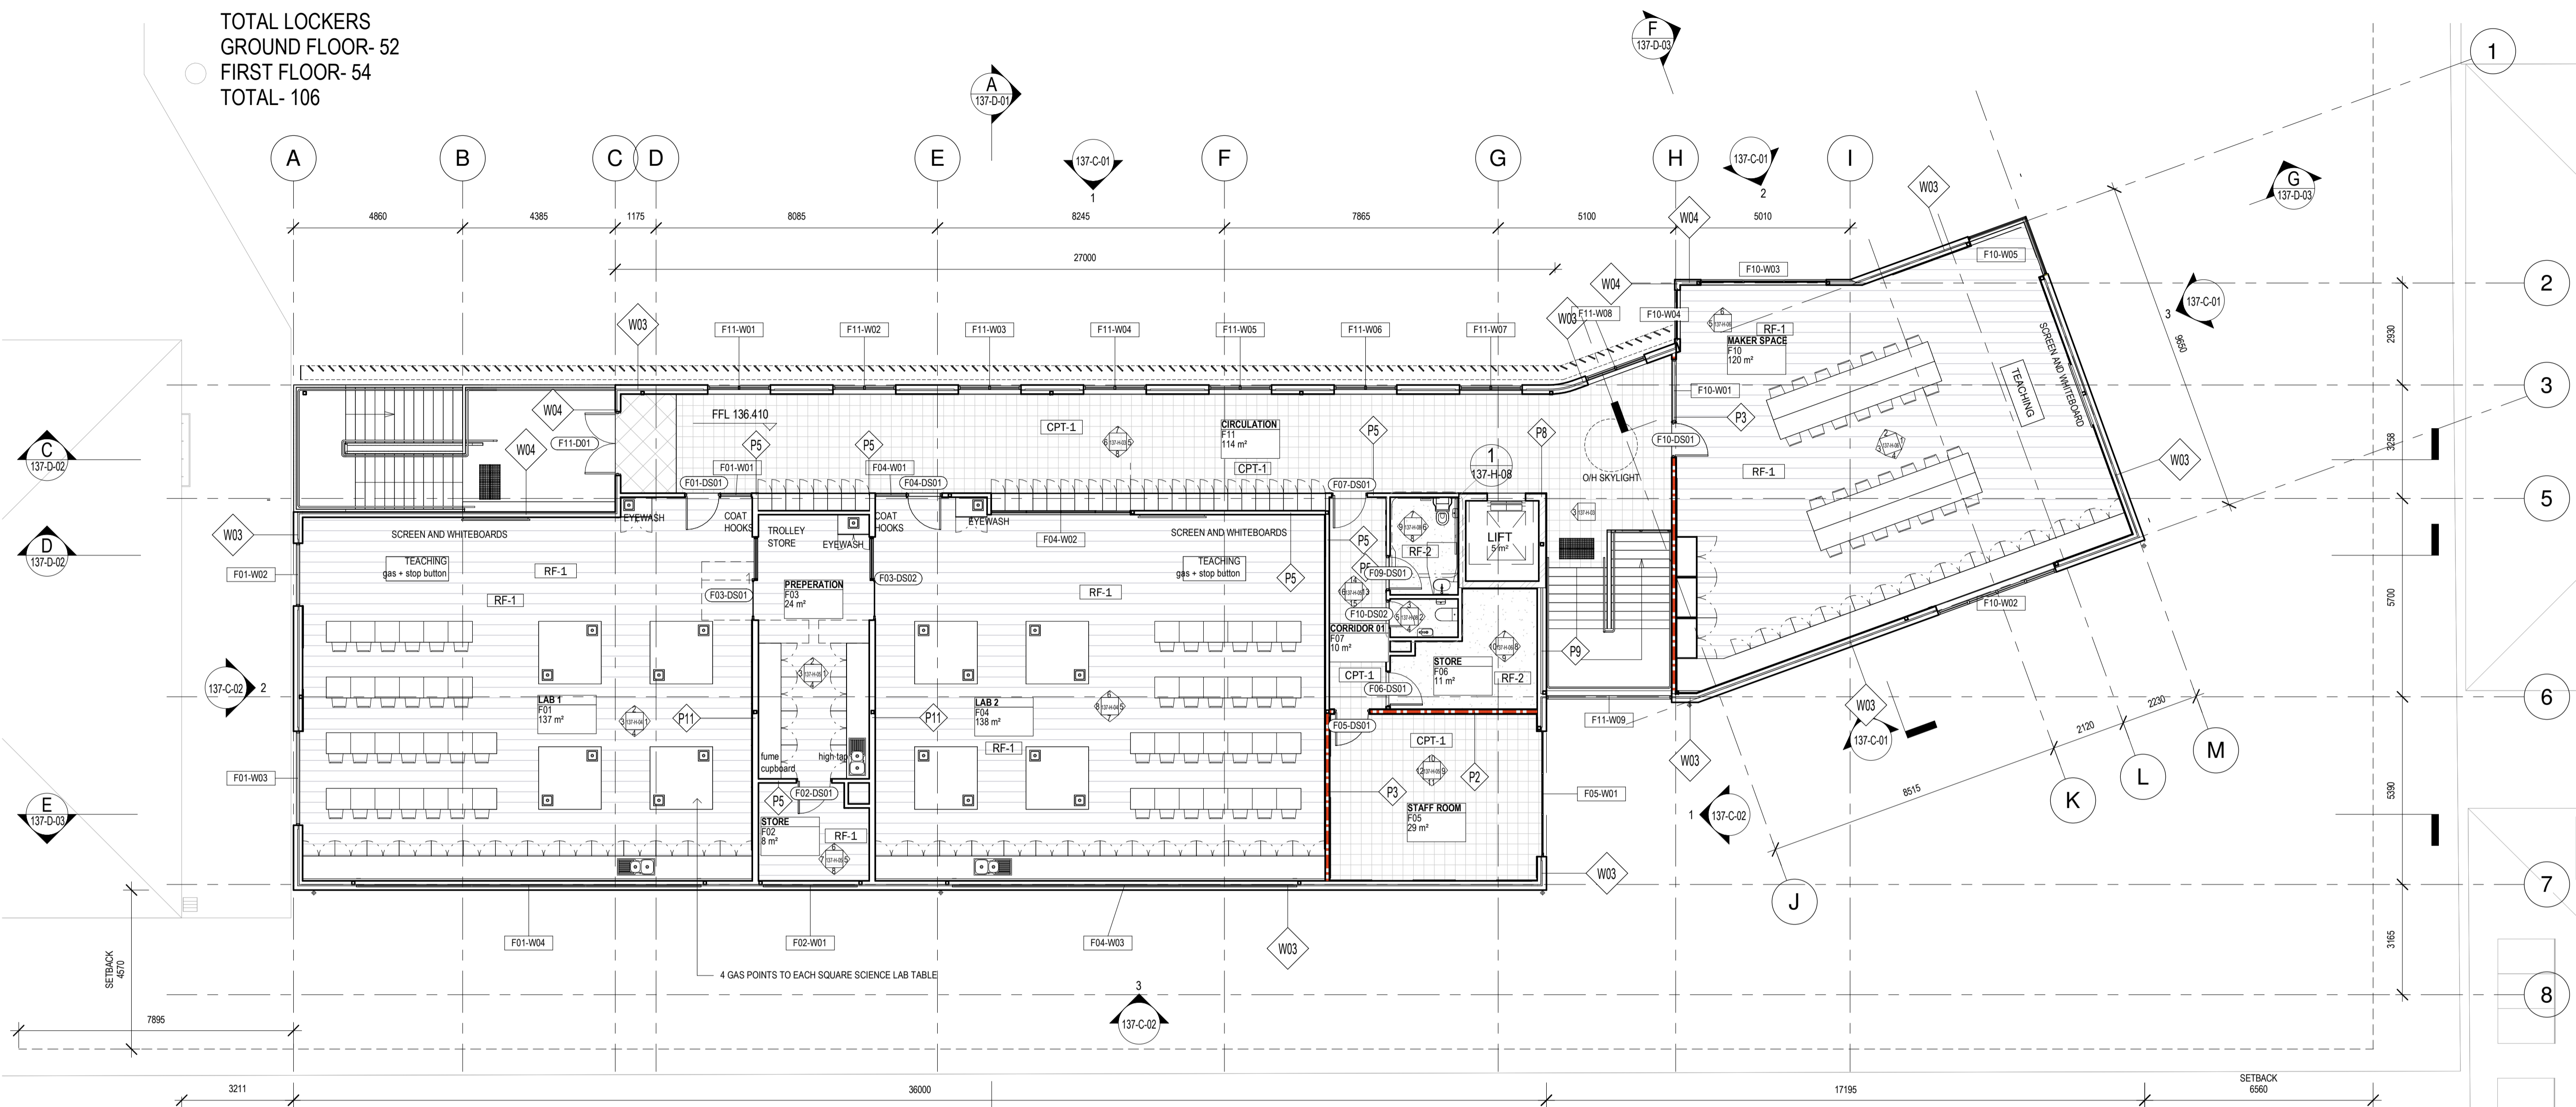 TOTAL LOCKERS
GROUND FLOOR- 52
FIRST FLOOR- 54
TOTAL- 106
A
137-D-01
F
137-D-03
1
A
B
C
D
E
F
G
H
I
137-C-01
1
137-C-01
2
G
137-D-03
W03
W04
4860
4385
1175
8085
8245
7865
5100
5010
27000
F10-W03
F10-W05
2
W04
137-C-01
3
9650
2930
W03
F11-W01
F11-W02
F11-W03
F11-W04
F11-W05
F11-W06
F11-W07
W03
F11-W08
F10-W04
RF-1
MAKER SPACE
F10
120 m²
SCREEN AND WHITEBOARD
TEACHING
3
F10-W01
W04
FFL 136.410
P3
CPT-1
CIRCULATION
F11
114 m²
P5
P5
P5
P8
F11-D01
W04
F10-DS01
3258
C
137-D-02
1
137-H-08
W03
F01-W01
F04-W01
CPT-1
RF-1
F01-DS01
F04-DS01
F07-DS01
O/H SKYLIGHT
5
EYEWASH
COAT
HOOKS
COAT
HOOKS
EYEWASH
W03
SCREEN AND WHITEBOARDS
TROLLEY
STORE
EYEWASH
SCREEN AND WHITEBOARDS
F04-W02
P5
RF-2
LIFT
5 m²
D
137-D-02
TEACHING
gas + stop button
RF-1
TEACHING
gas + stop button
P5
P5
F01-W02
F03-DS02
F09-DS01
RF-1
F03-DS01
PREPERATION
F03
24 m²
RF-1
F10-DS02
F10-W02
5700
CORRIDOR 01
F07
10 m²
P9
STORE
F06
11 m²
CPT-1
RF-2
F06-DS01
137-C-02
2
LAB 1
F01
137 m²
P11
P11
LAB 2
F04
138 m²
6
W03
2230
2120
F11-W09
F05-DS01
CPT-1
137-C-01
M
RF-1
fume
cupboard
high tap
W03
L
F01-W03
P2
K
8515
P5
F02-DS01
P3
F05-W01
5390
E
137-D-03
STORE
F02
8 m²
RF-1
STAFF ROOM
F05
29 m²
1
137-C-02
W03
7
J
F01-W04
F02-W01
F04-W03
W03
3165
SETBACK
4570
4 GAS POINTS TO EACH SQUARE SCIENCE LAB TABLE
3
137-C-02
8
7895
3211
36000
17195
SETBACK
6560